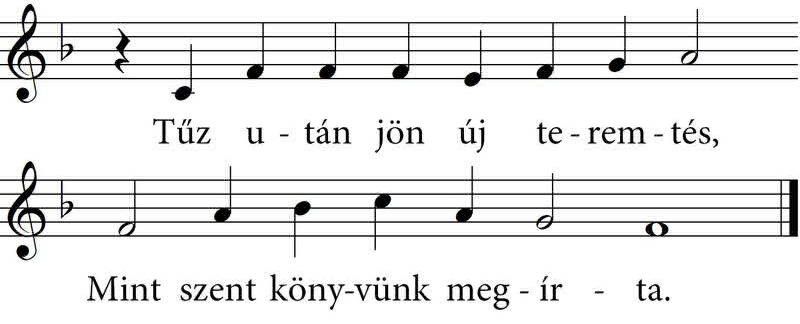 Tűz u - tán jön új te - rem - tés,
Mint szent köny-vünk meg - ír - ta.